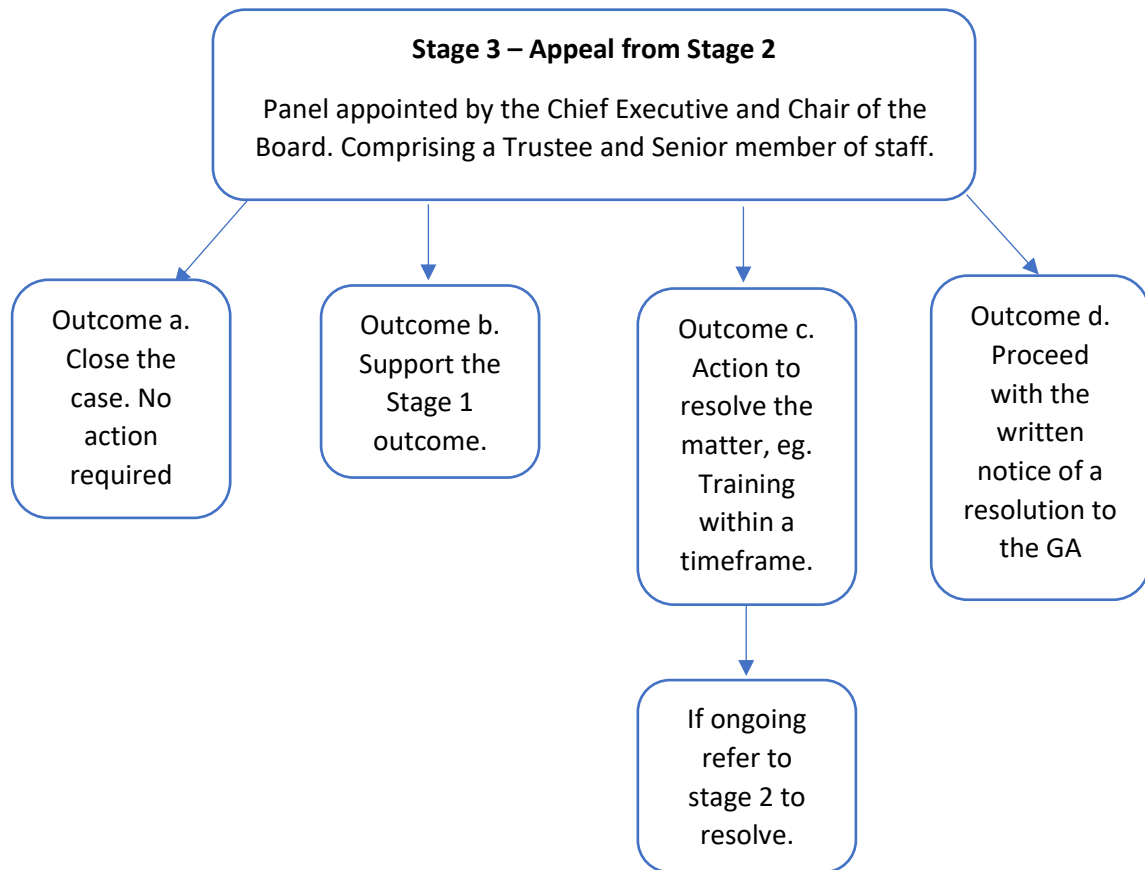 Stage 3 – Appeal from Stage 2
Panel appointed by the Chief Executive and Chair of the
Board. Comprising a Trustee and Senior member of staff.
Outcome a.
Close the
case. No
action
required
Outcome b.
Support the
Stage 1
outcome.
Outcome c.
Action to
resolve the
matter, eg.
Training
within a
timeframe.
Outcome d.
Proceed
with the
written
notice of a
resolution to
the GA
If ongoing
refer to
stage 2 to
resolve.